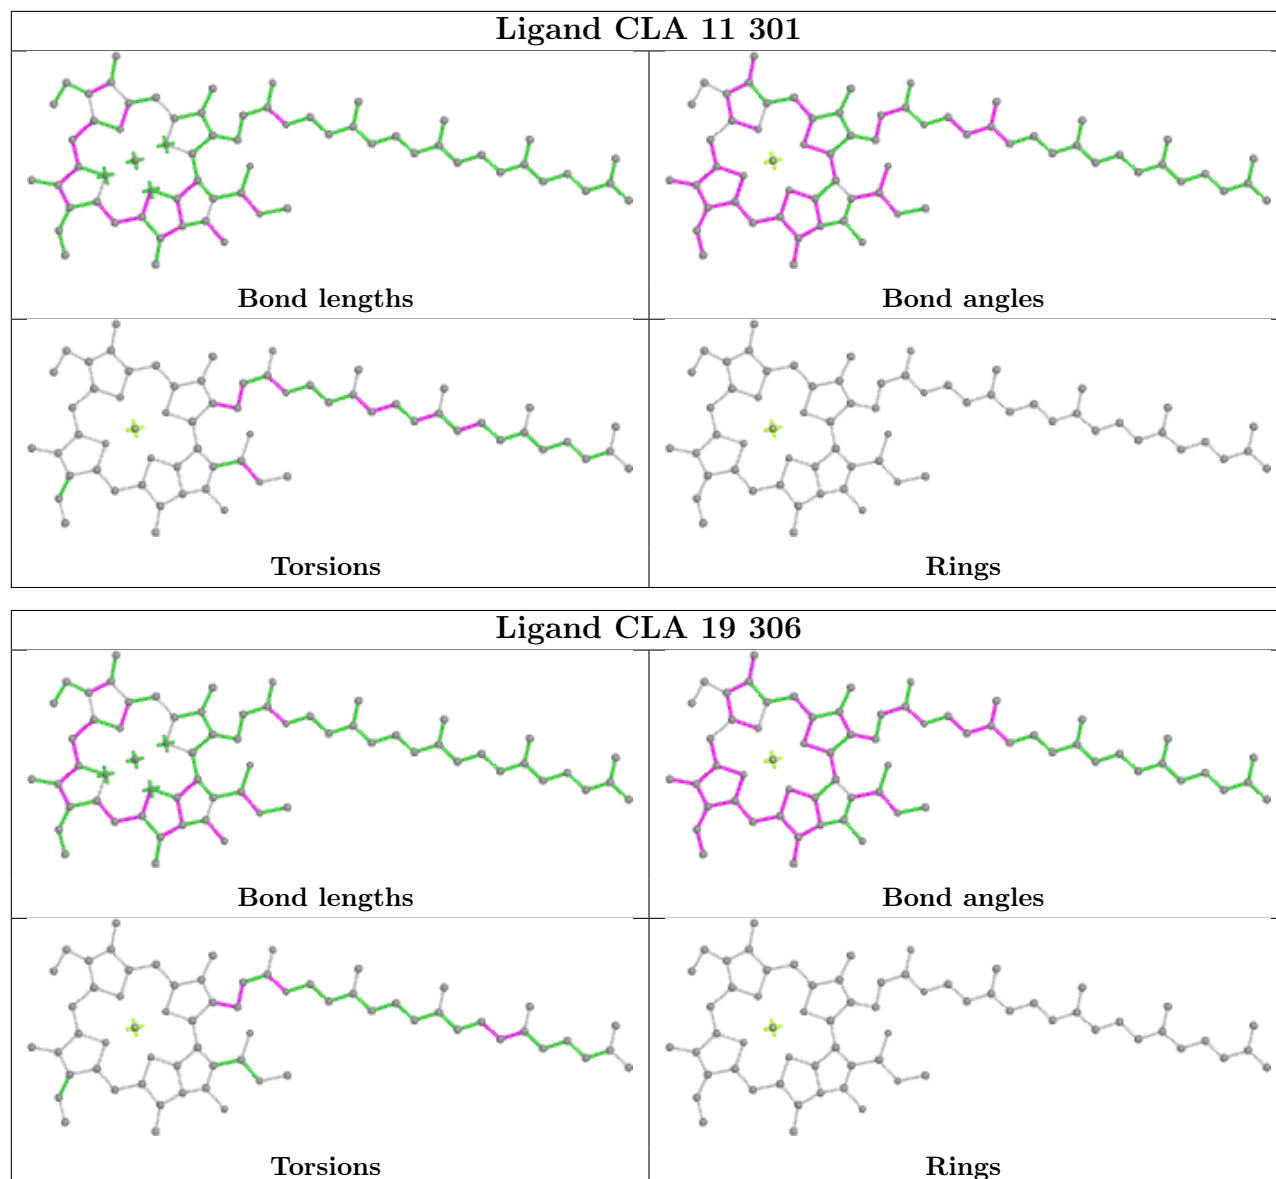 Ligand CLA 11 301
Bond lengths
Bond angles
Torsions
Rings
Ligand CLA 19 306
Bond lengths
Bond angles
Torsions
Rings